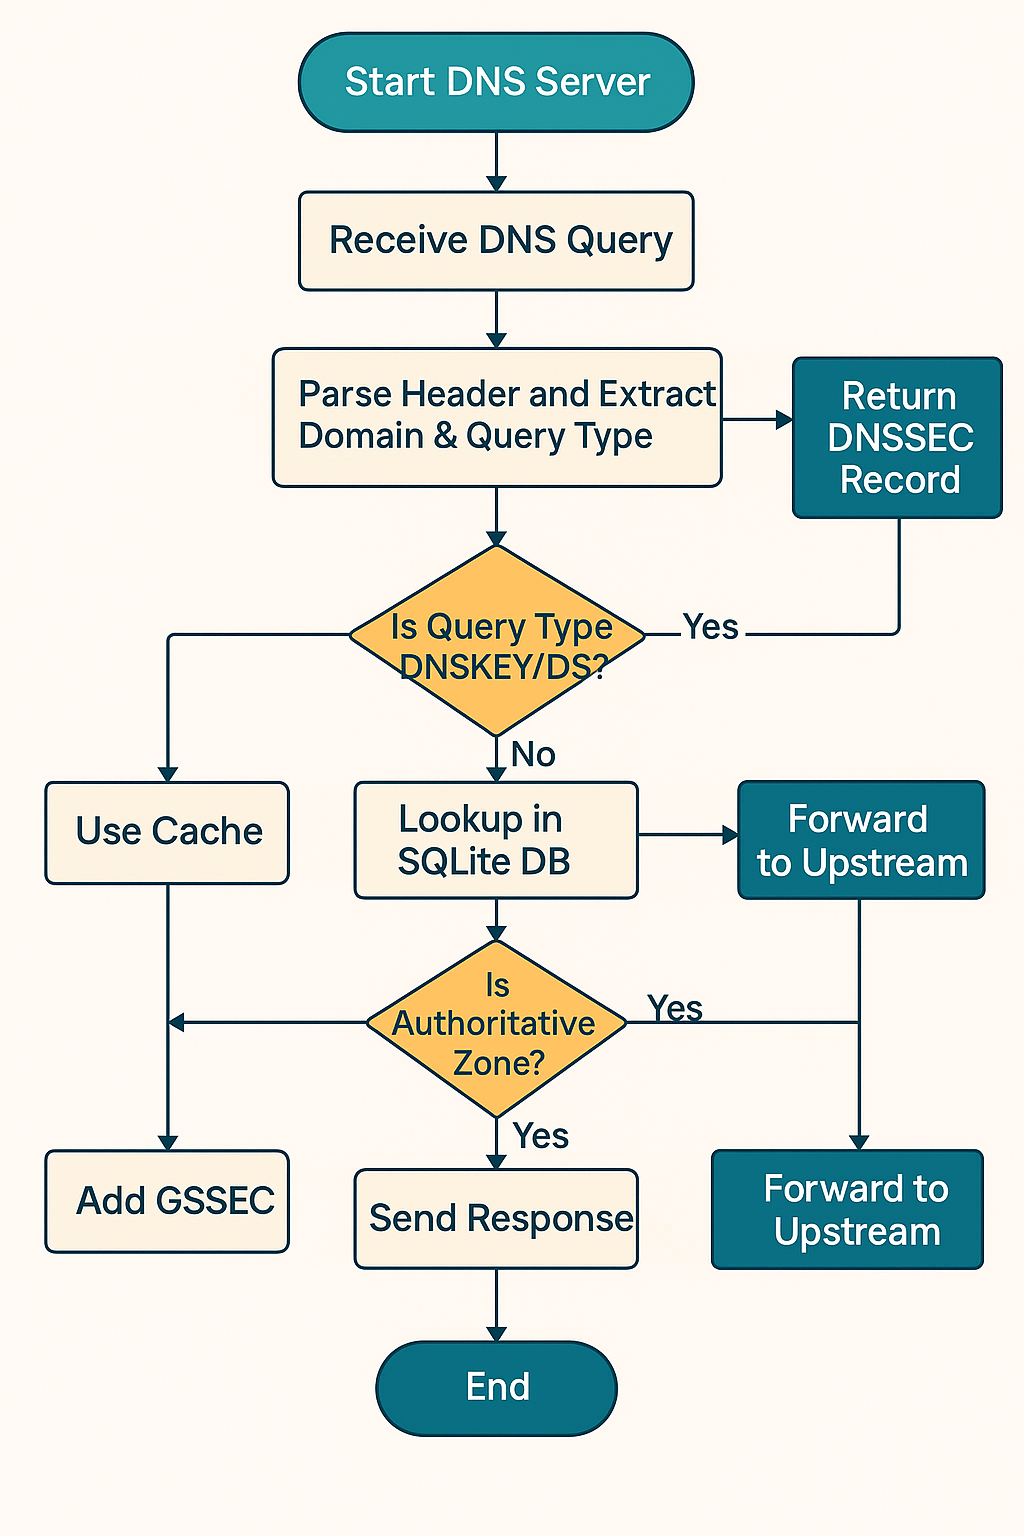 Start DNS Server
Receive DNS Query
Parse Header and Extract
Domain & Query Type
Return
DNSSEC
Record
Is Query Type
DNSKEY/DS?
Yes
No
Use Cache
Lookup in
SQLite DB
Forward
to Upstream
Is
Authoritative
Zone?
Yes
Yes
Add GSSEC
Send Response
Forward to
Upstream
End